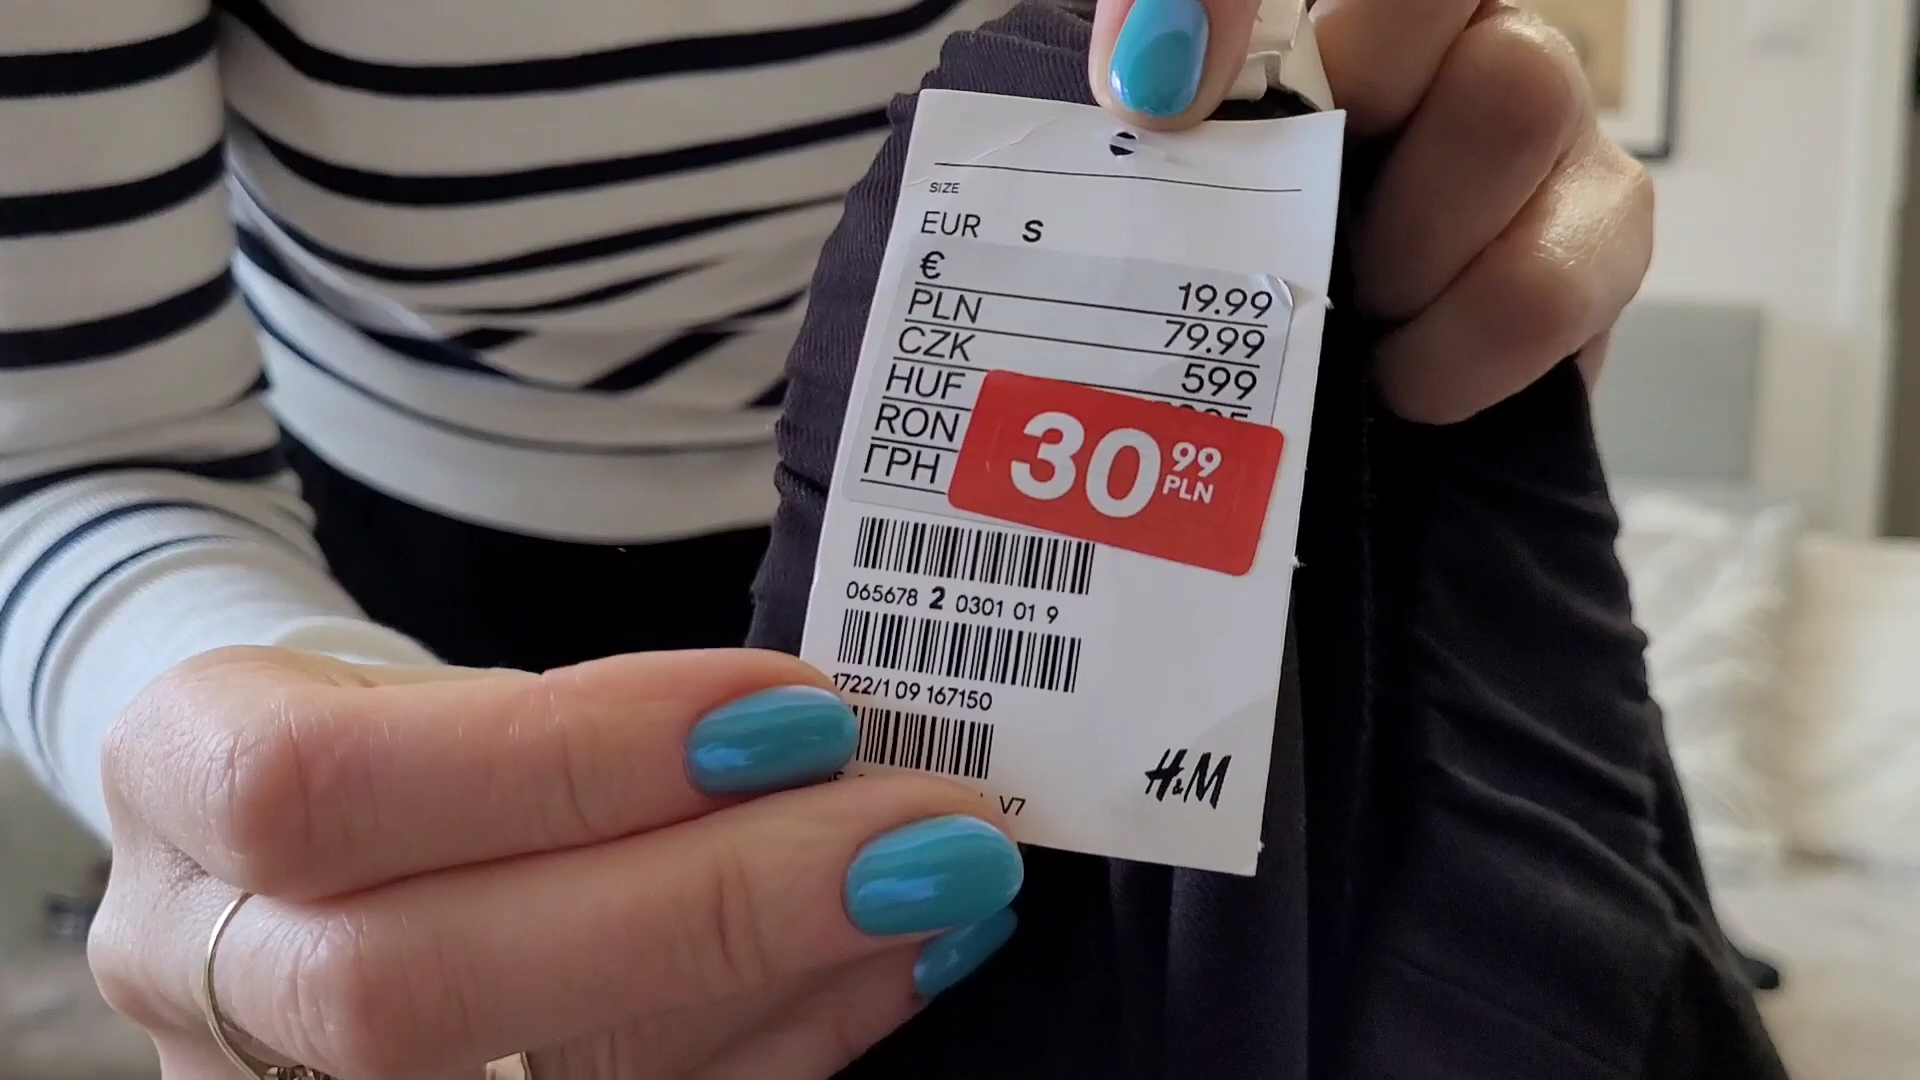 SIZE
EUR S
€ 19.99
PLN 79.99
CZK 599
HUF
RON
ГРН
30 99 PLN
065678 2 0301 01 9
1722/1 09 167150
V7
H&M